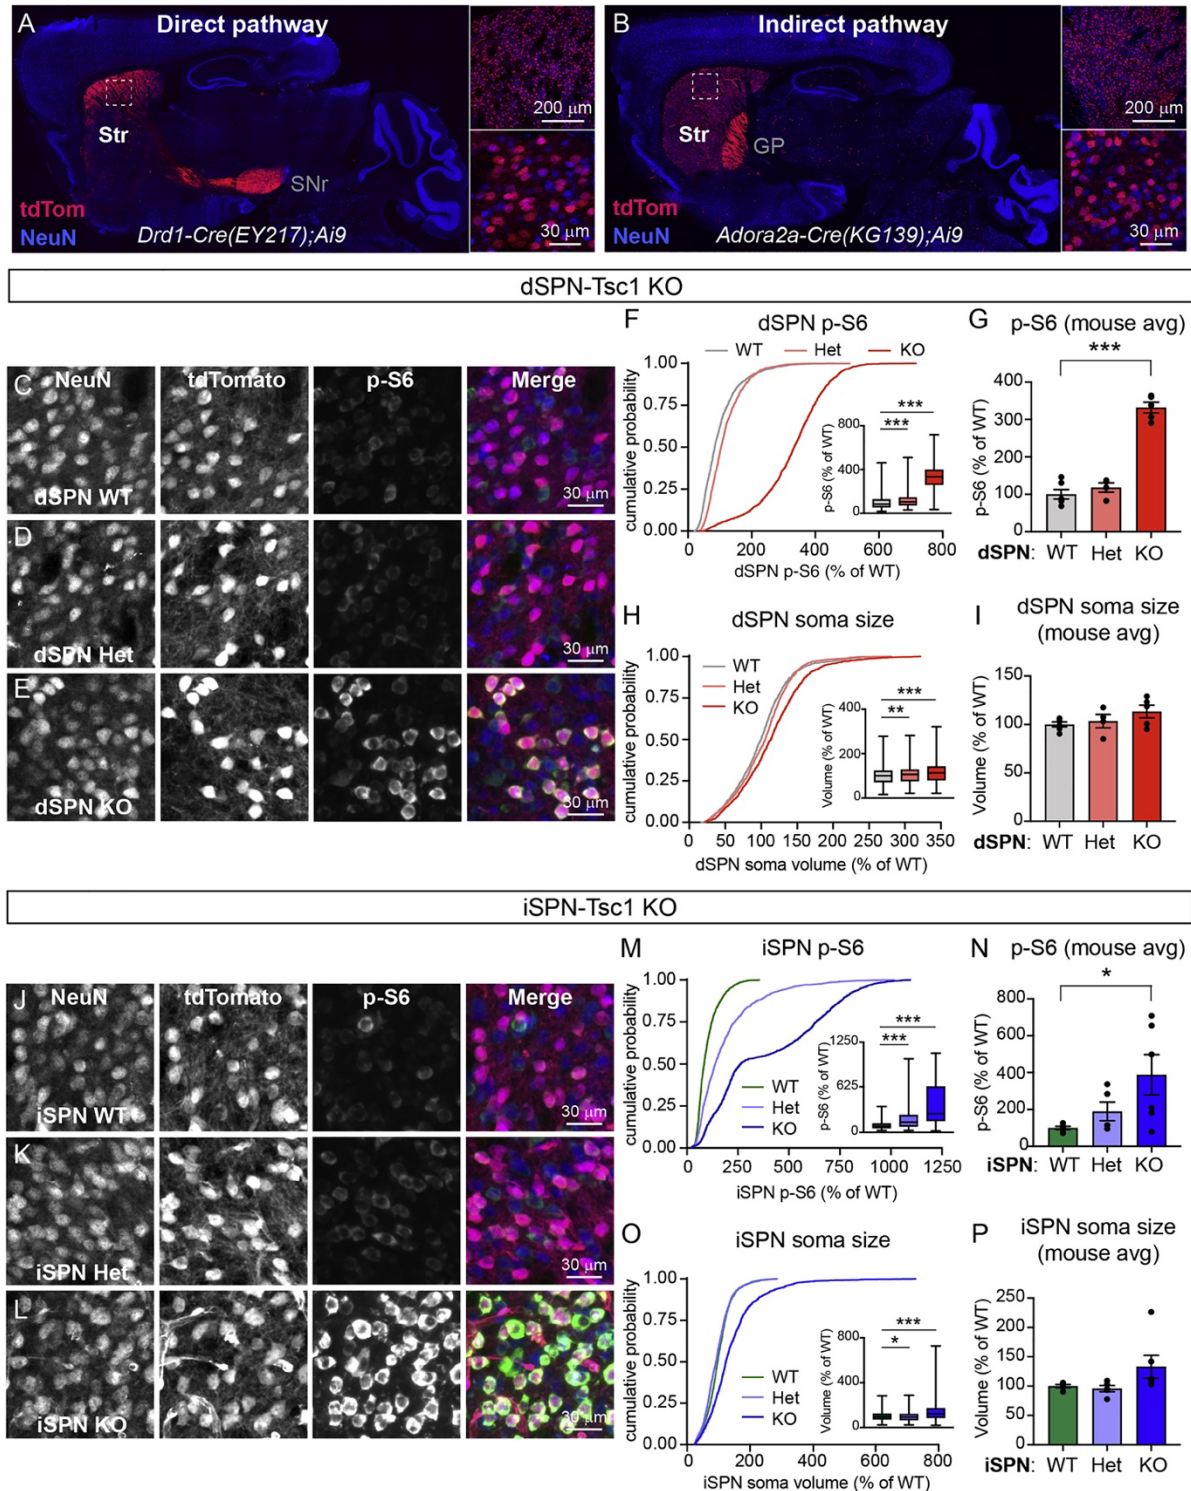 A
Direct pathway
Str
SNr
tdTom
NeuN
Drd1-Cre(EY217);Ai9
200 μm
30 μm
B
Indirect pathway
Str
GP
tdTom
NeuN
Adora2a-Cre(KG139);Ai9
200 μm
30 μm
dSPN-Tsc1 KO
C
NeuN
tdTomato
p-S6
Merge
dSPN WT
30 μm
D
dSPN Het
30 μm
E
dSPN KO
30 μm
F
dSPN p-S6
WT
Het
KO
cumulative probability
1.00
0.75
0.50
0.25
0.00
0
200
400
600
800
dSPN p-S6 (% of WT)
p-S6 (% of WT)
800
400
0
***
***
G
p-S6 (mouse avg)
***
p-S6 (% of WT)
400
300
200
100
0
dSPN: WT Het KO
H
dSPN soma size
WT
Het
KO
cumulative probability
1.00
0.75
0.50
0.25
0.00
0
50
100
150
200
250
300
350
dSPN soma volume (% of WT)
Volume (% of WT)
400
200
0
***
**
I
dSPN soma size
(mouse avg)
Volume (% of WT)
150
100
50
0
dSPN: WT Het KO
iSPN-Tsc1 KO
J
NeuN
tdTomato
p-S6
Merge
iSPN WT
30 μm
K
iSPN Het
30 μm
L
iSPN KO
30 μm
M
iSPN p-S6
cumulative probability
1.00
0.75
0.50
0.25
0.00
WT
Het
KO
0
250
500
750
1000
1250
iSPN p-S6 (% of WT)
p-S6 (% of WT)
1250
625
0
***
***
N
p-S6 (mouse avg)
*
p-S6 (% of WT)
800
600
400
200
0
iSPN: WT Het KO
O
iSPN soma size
cumulative probability
1.00
0.75
0.50
0.25
0.00
WT
Het
KO
0
200
400
600
800
iSPN soma volume (% of WT)
Volume (% of WT)
800
400
0
***
*
P
iSPN soma size
(mouse avg)
Volume (% of WT)
250
200
150
100
50
0
iSPN: WT Het KO